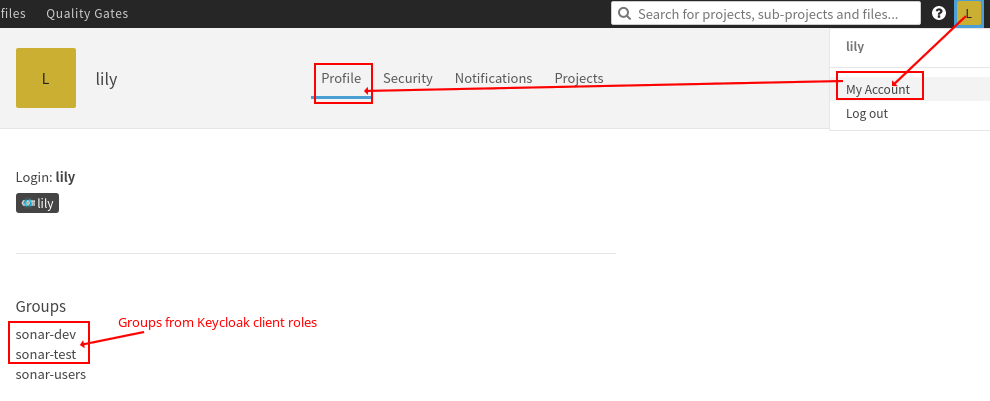 files Quality Gates Search for projects, sub-projects and files... ? L
lily
My Account
Log out
L lily Profile Security Notifications Projects
Login: lily
lily
Groups
Groups from Keycloak client roles
sonar-dev
sonar-test
sonar-users